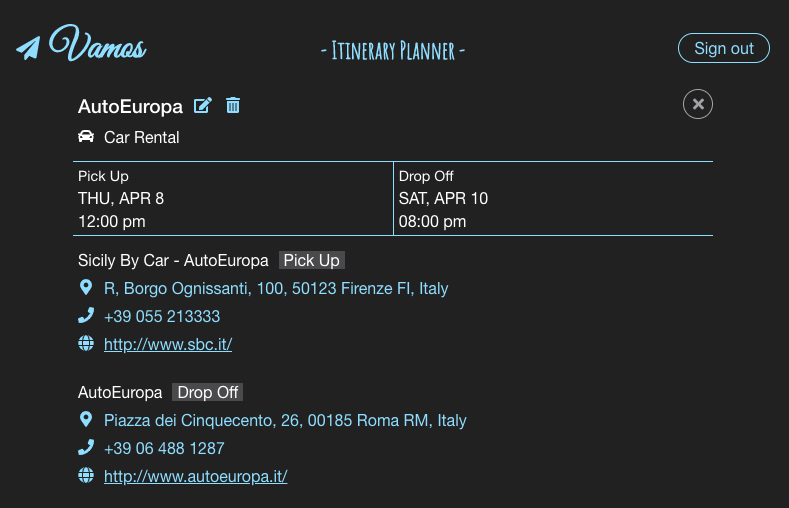 Vamos
- Itinerary Planner -
Sign out
AutoEuropa
Car Rental
Pick Up
THU, APR 8
12:00 pm
Drop Off
SAT, APR 10
08:00 pm
Sicily By Car - AutoEuropa Pick Up
R, Borgo Ognissanti, 100, 50123 Firenze FI, Italy
+39 055 213333
http://www.sbc.it/
AutoEuropa Drop Off
Piazza dei Cinquecento, 26, 00185 Roma RM, Italy
+39 06 488 1287
http://www.autoeuropa.it/